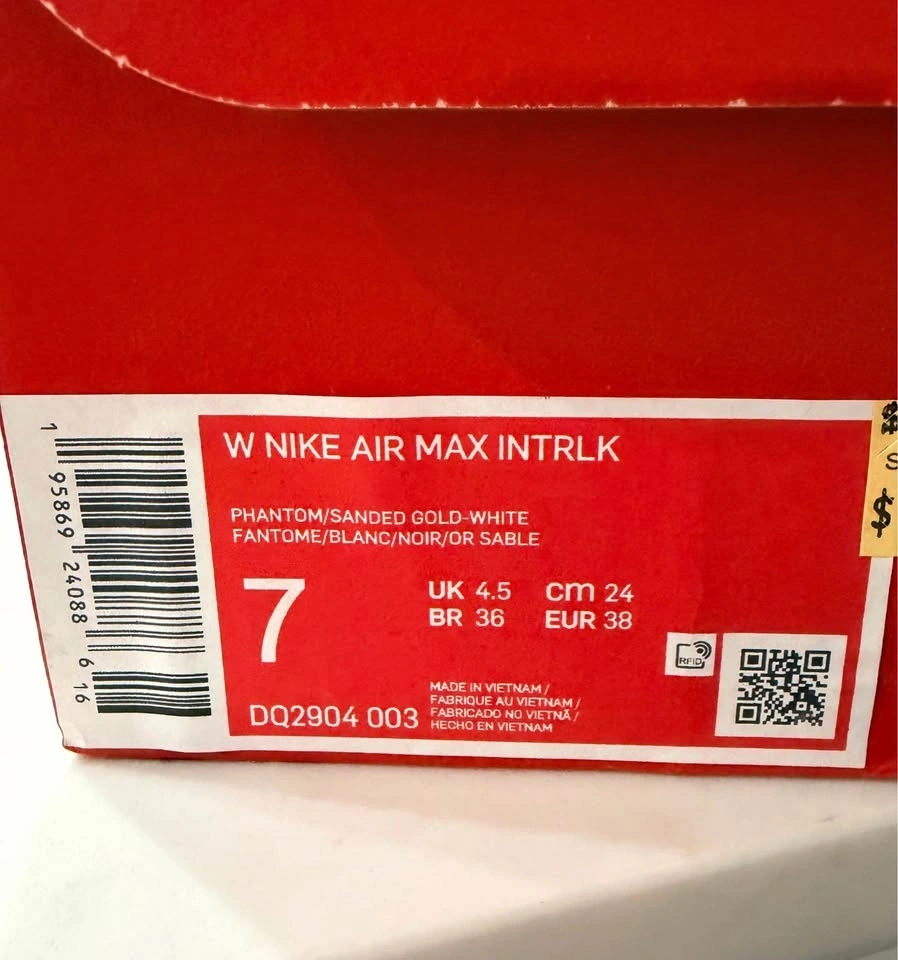 W NIKE AIR MAX INTRLK
PHANTOM/SANDED GOLD-WHITE
FANTOME/BLANC/NOIR/OR SABLE
7
UK 4.5 cm 24
BR 36 EUR 38
DQ2904 003
MADE IN VIETNAM /
FABRIQUE AU VIETNAM /
FABRICADO NO VIETNÃ /
HECHO EN VIETNAM
RFID
1 95869 24088 6 16
$
S
$